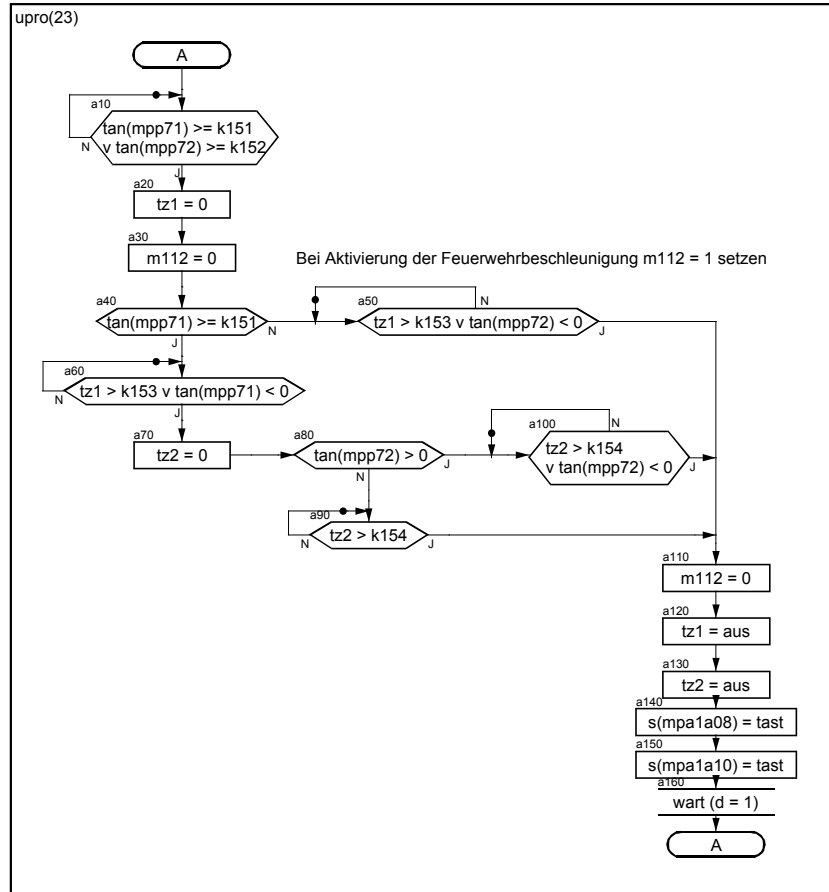 upro(23)
A
a10
tan(mpp71) >= k151
v tan(mpp72) >= k152
N
J
a20
tz1 = 0
a30
m112 = 0
Bei Aktivierung der Feuerwehrbeschleunigung m112 = 1 setzen
a40
tan(mpp71) >= k151
N
J
a50
tz1 > k153 v tan(mpp72) < 0
N
J
a60
tz1 > k153 v tan(mpp71) < 0
N
J
a70
tz2 = 0
a80
tan(mpp72) > 0
J
N
a100
tz2 > k154
v tan(mpp72) < 0
N
J
a90
tz2 > k154
N
J
a110
m112 = 0
a120
tz1 = aus
a130
tz2 = aus
a140
s(mpa1a08) = tast
a150
s(mpa1a10) = tast
a160
wart (d = 1)
A